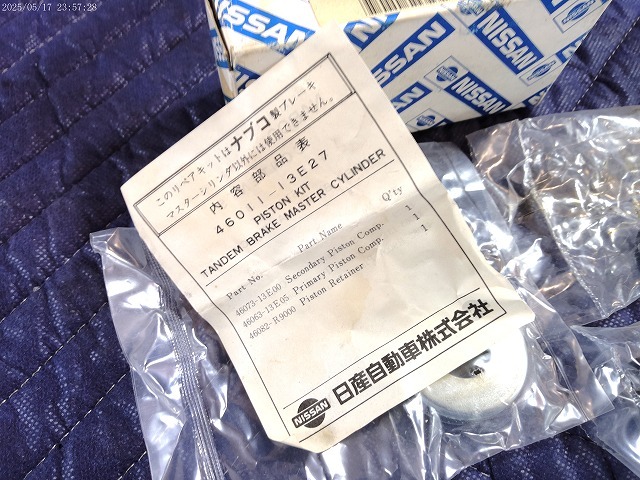 2025/05/17 23:57:28
NISSAN
NISSAN
NISSAN
NISSAN
NISSAN
NISSAN
このリペアキットはナブコ製ブレーキ
マスターシリンダ以外には使用できません。
内容部品表
46011-13E27
PISTON KIT
TANDEM BRAKE MASTER CYLINDER
Part No. Part Name Q'ty
46073-13E00 Secondary Piston Comp. 1
46063-13E05 Primary Piston Comp. 1
46082-R9000 Piston Retainer 1
NISSAN 日産自動車株式会社